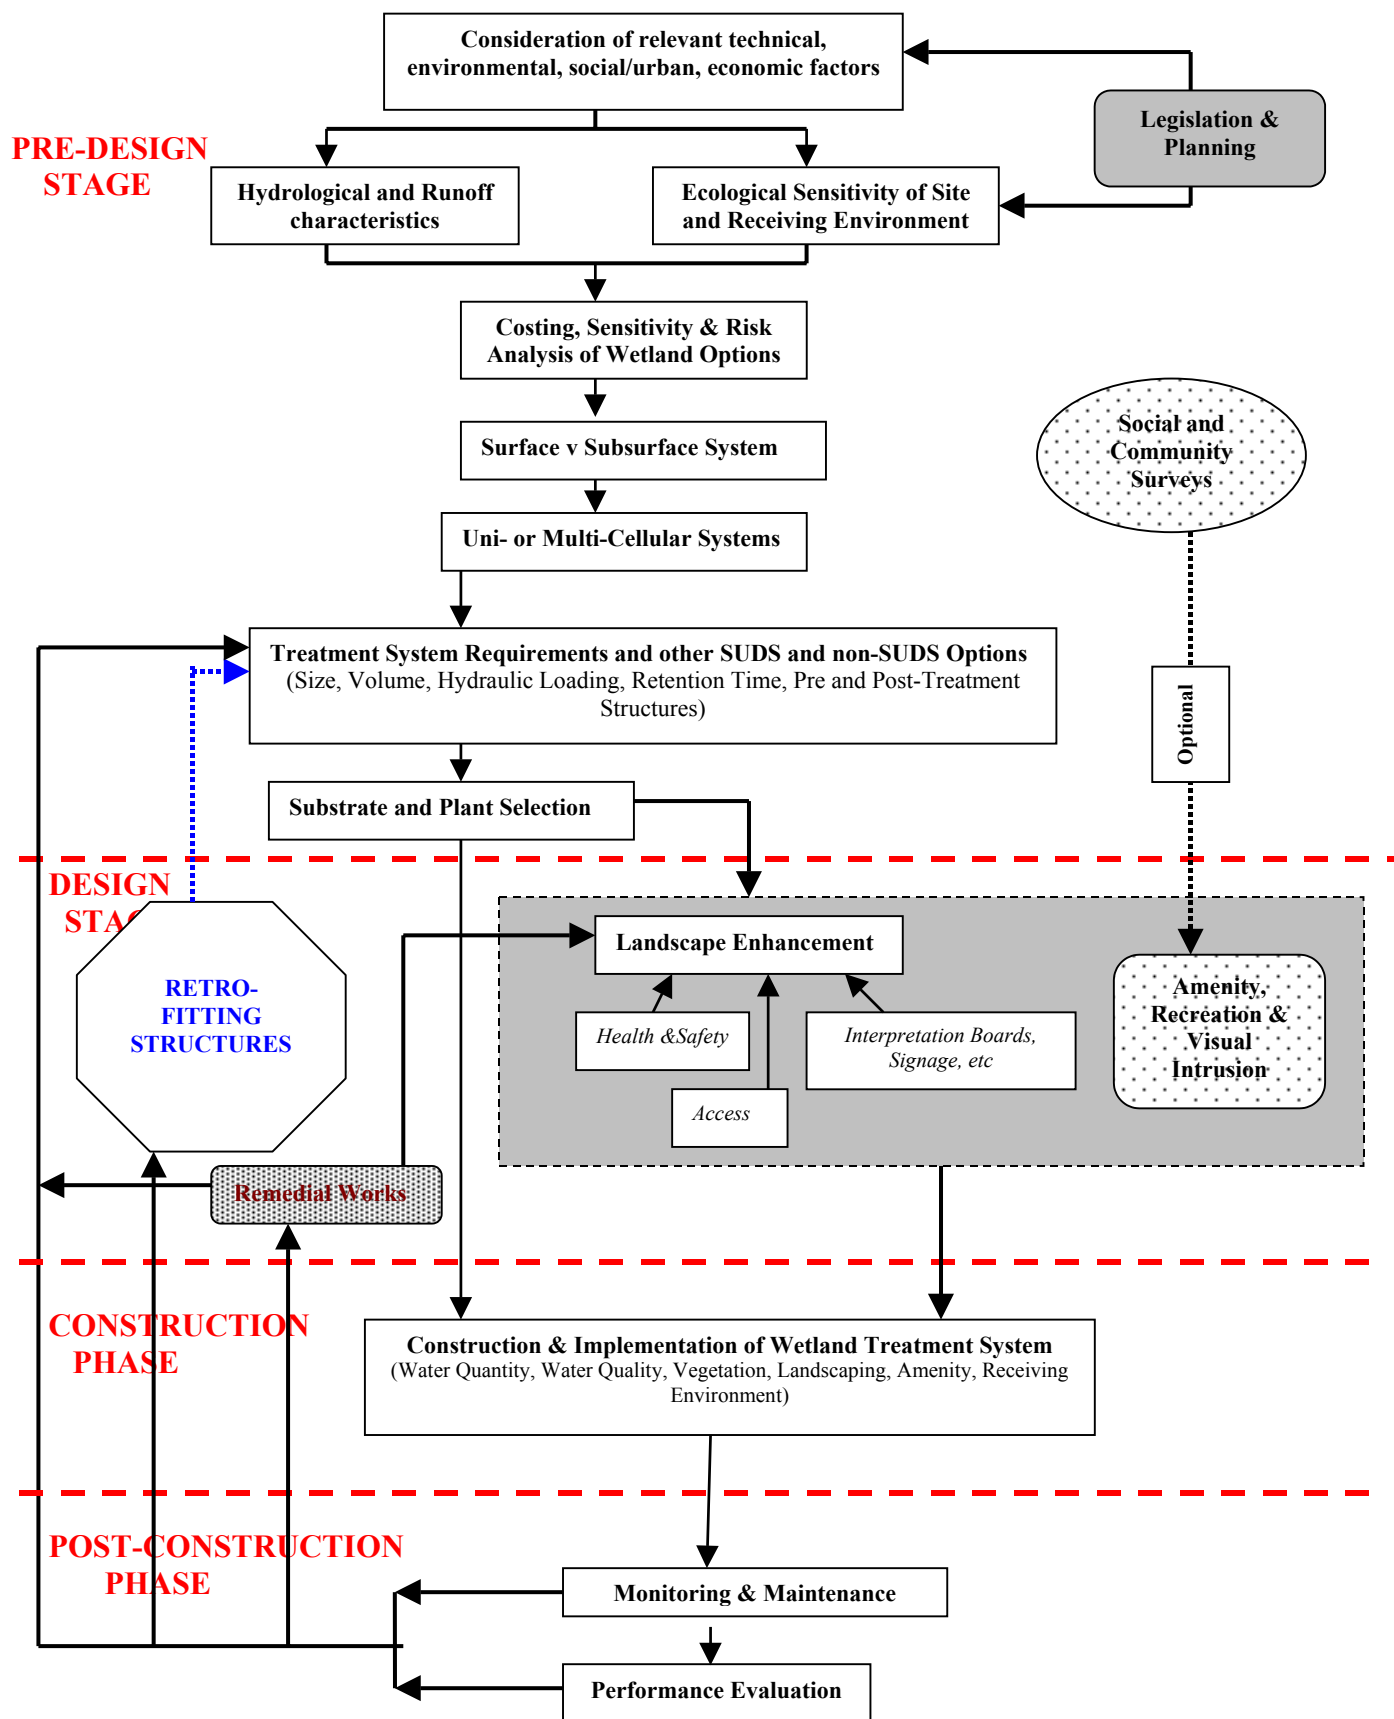 Consideration of relevant technical,
environmental, social/urban, economic factors
Legislation &
Planning
PRE-DESIGN
STAGE
Hydrological and Runoff
characteristics
Ecological Sensitivity of Site
and Receiving Environment
Costing, Sensitivity & Risk
Analysis of Wetland Options
Social and
Community
Surveys
Surface v Subsurface System
Uni- or Multi-Cellular Systems
Treatment System Requirements and other SUDS and non-SUDS Options
(Size, Volume, Hydraulic Loading, Retention Time, Pre and Post-Treatment
Structures)
Optional
Substrate and Plant Selection
DESIGN
Landscape Enhancement
RETRO-
FITTING
STRUCTURES
Amenity,
Recreation &
Visual
Intrusion
Health &Safety
Interpretation Boards,
Signage, etc
Access
Remedial Works
CONSTRUCTION
PHASE
Construction & Implementation of Wetland Treatment System
(Water Quantity, Water Quality, Vegetation, Landscaping, Amenity, Receiving
Environment)
POST-CONSTRUCTION
PHASE
Monitoring & Maintenance
Performance Evaluation